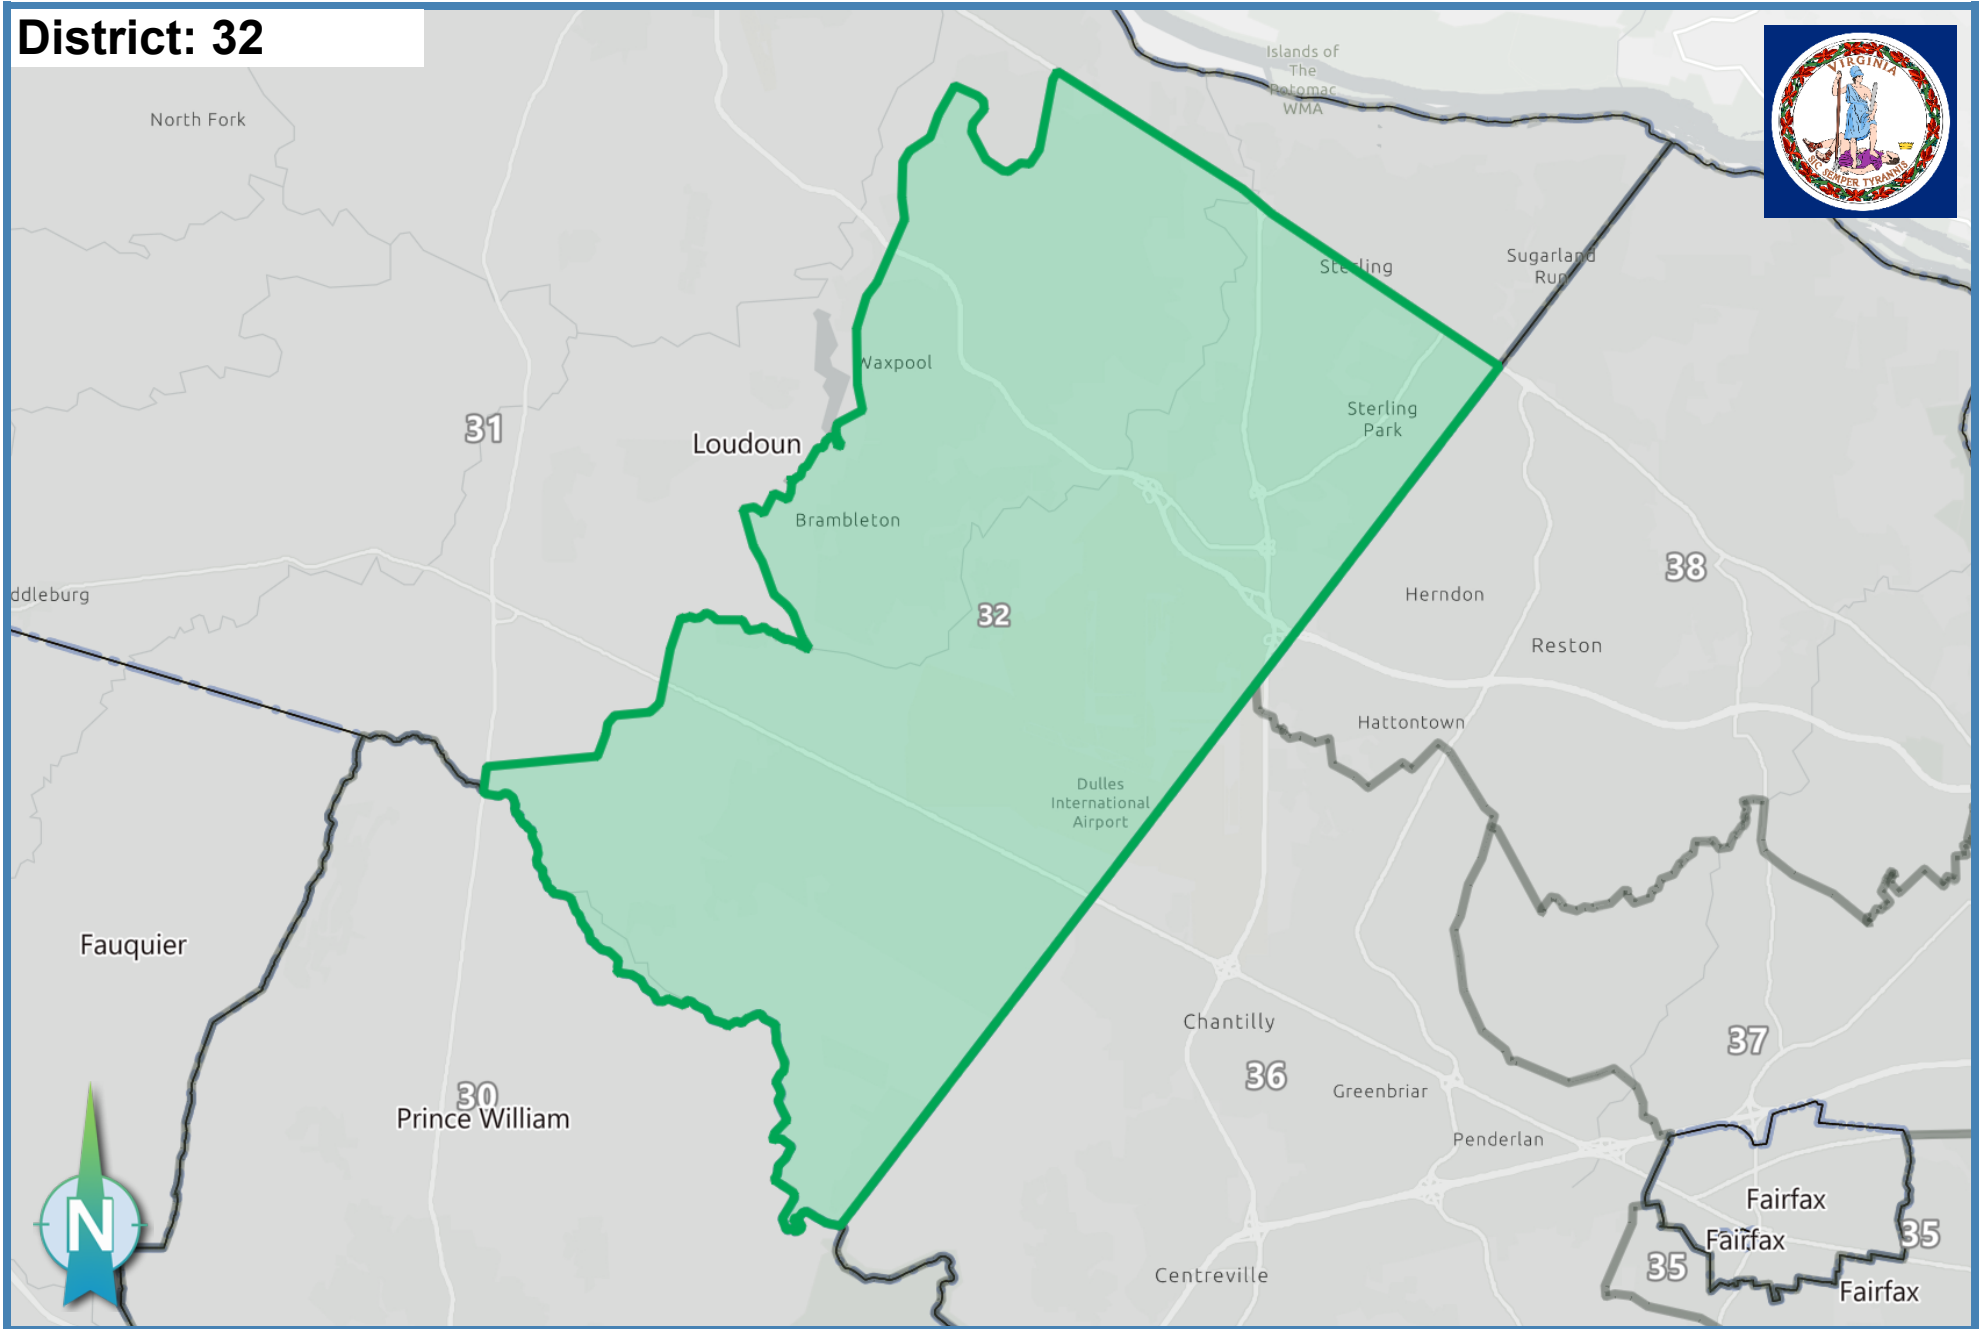 District: 32
Islands of
The
Potomac
WMA
VIRGINIA
SIC SEMPER TYRANNIS
North Fork
Sterling
Sugarland
Run
Waxpool
31
Loudoun
Sterling
Park
Brambleton
38
ddleburg
Herndon
32
Reston
Hattontown
Dulles
International
Airport
Fauquier
Chantilly
37
36
30
Prince William
Greenbriar
Penderlan
N
Fairfax
Fairfax
35
35
Centreville
Fairfax